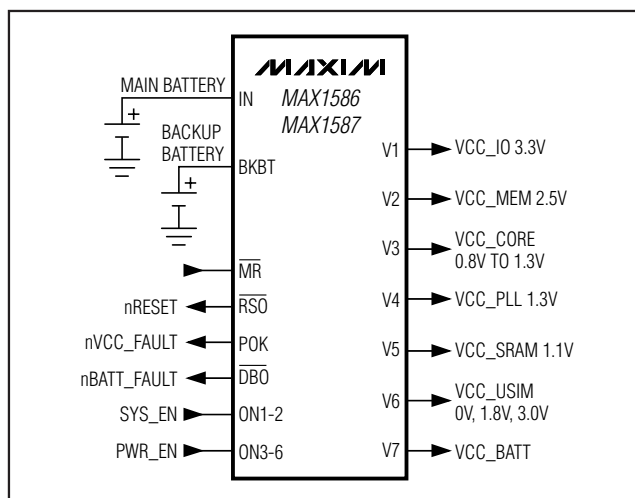 MAXIM
MAX1586
MAX1587
MAIN BATTERY
+
IN
BACKUP
BATTERY
+
BKBT
MR
nRESET
RSO
nVCC_FAULT
POK
nBATT_FAULT
DBO
SYS_EN
ON1-2
PWR_EN
ON3-6
V1
VCC_IO 3.3V
V2
VCC_MEM 2.5V
V3
VCC_CORE
0.8V TO 1.3V
V4
VCC_PLL 1.3V
V5
VCC_SRAM 1.1V
V6
VCC_USIM
0V, 1.8V, 3.0V
V7
VCC_BATT